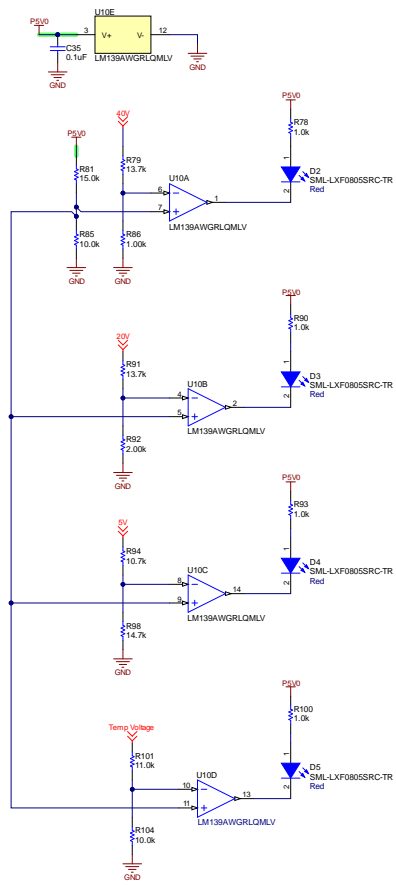 U10E
P5V0
3
V+
V-
12
C35
0.1uF
LM139AWGRLQMLV
GND
GND
P5V0
40V
P5V0
R78
1.0k
R81
15.0k
R79
13.7k
U10A
1
D2
SML-LXF0805SRC-TR
2
Red
6
7
1
R85
10.0k
R86
1.00k
LM139AWGRLQMLV
GND
GND
P5V0
20V
R90
1.0k
R91
13.7k
U10B
1
D3
SML-LXF0805SRC-TR
2
Red
4
5
2
R92
2.00k
LM139AWGRLQMLV
GND
P5V0
5V
R93
1.0k
R94
10.7k
U10C
1
D4
SML-LXF0805SRC-TR
2
Red
8
9
14
R98
14.7k
LM139AWGRLQMLV
GND
P5V0
Temp Voltage
R100
1.0k
R101
11.0k
U10D
1
D5
SML-LXF0805SRC-TR
2
Red
10
11
13
R104
10.0k
LM139AWGRLQMLV
GND